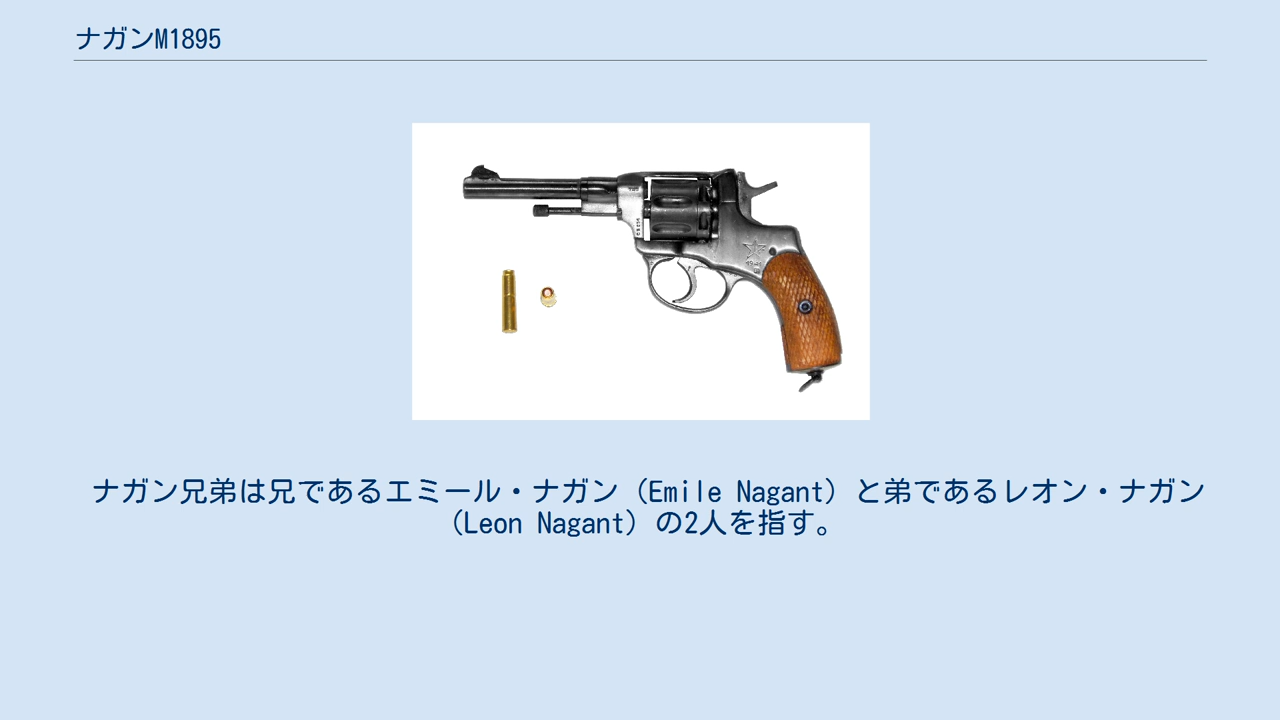 ナガンM1895
ナガン兄弟は兄であるエミール・ナガン（Emile Nagant）と弟であるレオン・ナガン
（Leon Nagant）の2人を指す。